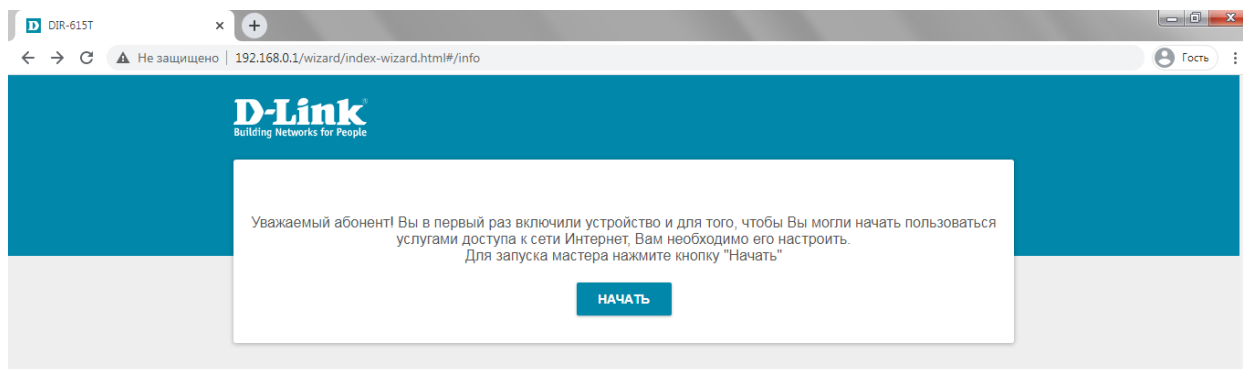 DIR-615T
Не защищено
192.168.0.1/wizard/index-wizard.html#/info
Гость
D-Link®
Building Networks for People
Уважаемый абонент! Вы в первый раз включили устройство и для того, чтобы Вы могли начать пользоваться
услугами доступа к сети Интернет, Вам необходимо его настроить.
Для запуска мастера нажмите кнопку "Начать"
НАЧАТЬ